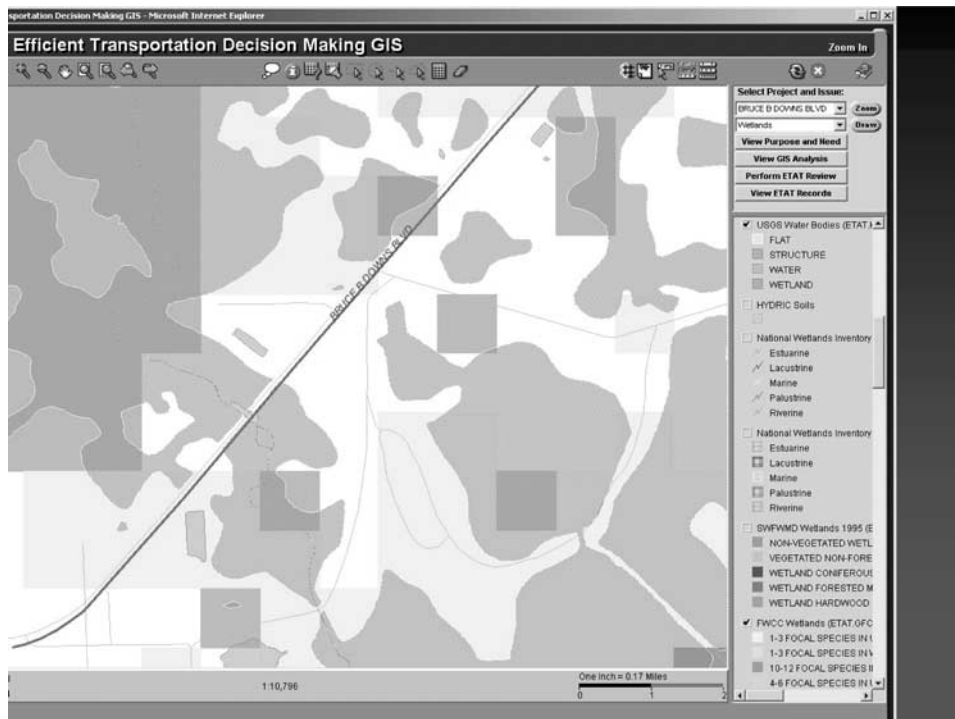 sportation Decision Making GIS - Microsoft Internet Explorer
Efficient Transportation Decision Making GIS
Zoom In
Select Project and Issue:
BRUCE B DOWNS BLVD
Zoom
Wetlands
Draw
View Purpose and Need
View GIS Analysis
Perform ETAT Review
View ETAT Records
BRUCE B DOWNS BLVD
USGS Water Bodies (ETAT.
FLAT
STRUCTURE
WATER
WETLAND
HYDRIC Soils
National Wetlands Inventory
Estuarine
Lacustrine
Marine
Palustrine
Riverine
National Wetlands Inventory
Estuarine
Lacustrine
Marine
Palustrine
Riverine
SWFWMD Wetlands 1995 (E
NON-VEGETATED WETL
VEGETATED NON-FORE
WETLAND CONIFEROUS
WETLAND FORESTED M
WETLAND HARDWOOD
FWCC Wetlands (ETAT.GFC
1-3 FOCAL SPECIES IN
1-3 FOCAL SPECIES IN
10-12 FOCAL SPECIES
4-6 FOCAL SPECIES IN
1:10,796
One Inch = 0.17 Miles
0 1 2